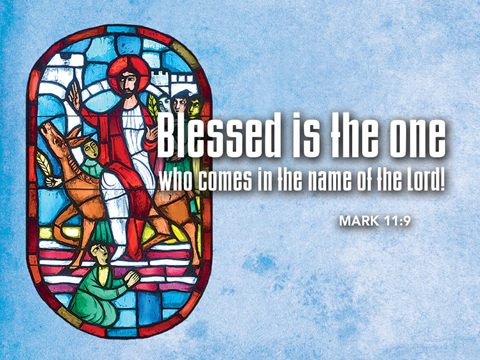 Blessed is the one
who comes in the name of the Lord!
MARK 11:9